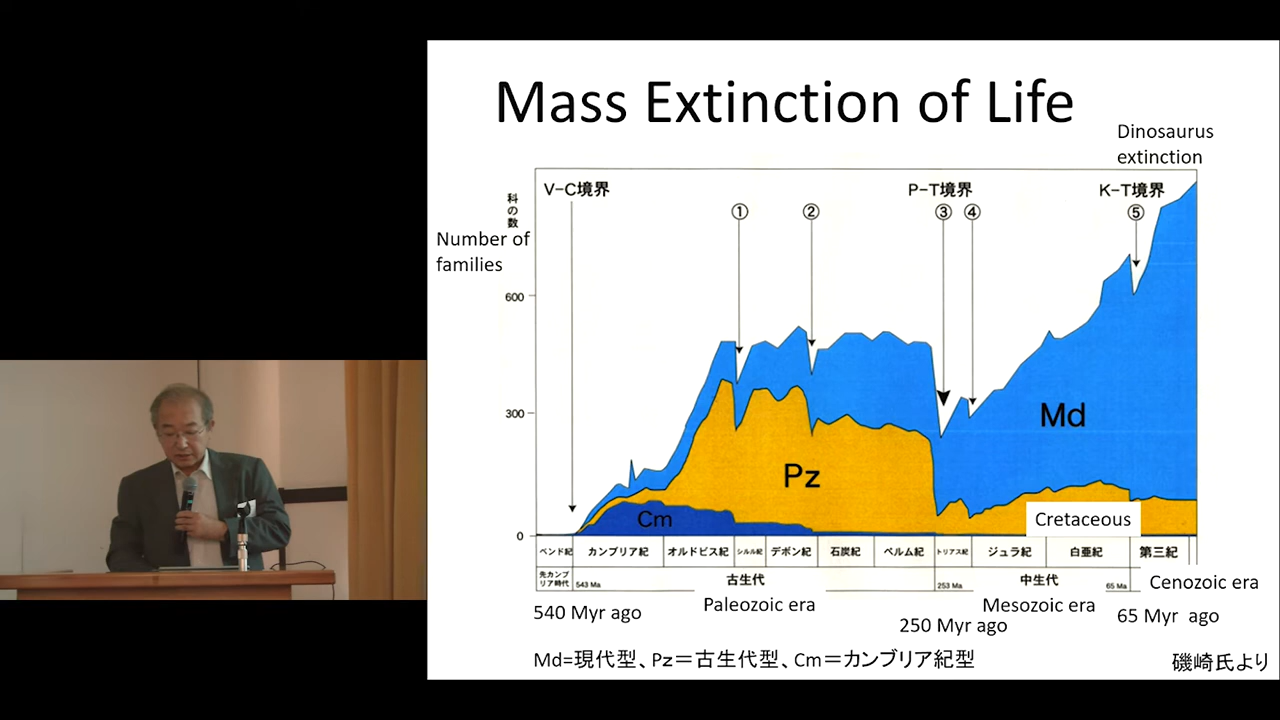 Mass Extinction of Life
Dinosaurus
extinction
V-C境界
P-T境界
K-T境界
科の数
① ② ③ ④ ⑤
Number of
families
600
300
0
Md
Pz
Cm
Cretaceous
ベンド紀 カンブリア紀 オルドビス紀 シルル紀 デボン紀 石炭紀 ペルム紀 トリアス紀 ジュラ紀 白亜紀 第三紀
先カンブ
リア時代
543 Ma 古生代 253 Ma 中生代 65 Ma
Cenozoic era
Paleozoic era
Mesozoic era
540 Myr ago
250 Myr ago
65 Myr ago
Md=現代型、Pz=古生代型、Cm=カンブリア紀型
磯崎氏より